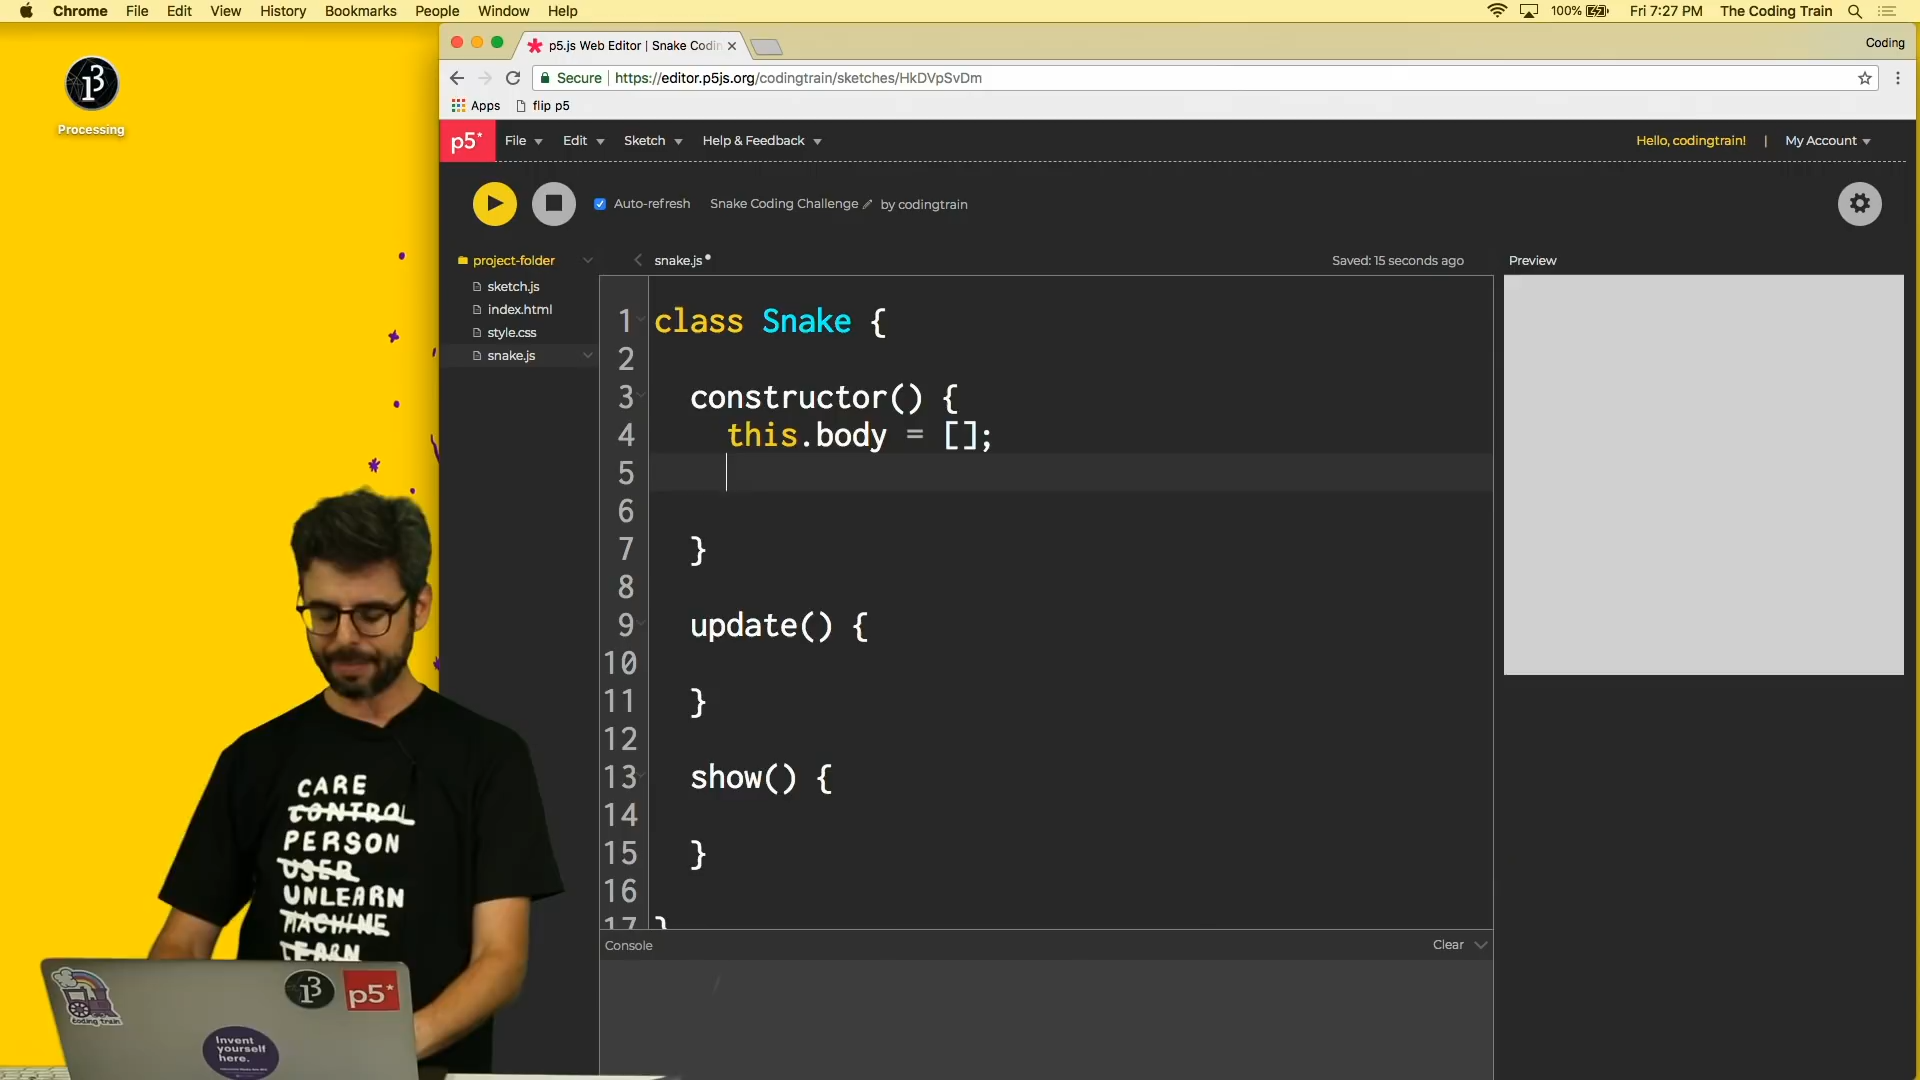 Chrome File Edit View History Bookmarks People Window Help
100% Fri 7:27 PM The Coding Train
Processing
p5.js Web Editor | Snake Codin
Coding
Secure | https://editor.p5js.org/codingtrain/sketches/HkDVpSvDm
Apps flip p5
p5* File Edit Sketch Help & Feedback
Hello, codingtrain! | My Account
Auto-refresh Snake Coding Challenge by codingtrain
project-folder
sketch.js
index.html
style.css
snake.js
snake.js•
Saved: 15 seconds ago
Preview
1 class Snake {
2
3 constructor() {
4 this.body = [];
5
6
7 }
8
9 update() {
10
11 }
12
13 show() {
14
15 }
16
17 }
Console
Clear
CARE
CONTROL
PERSON
USER
UNLEARN
MACHINE
LEARN
coding train
p5*
Invent
yourself
here.